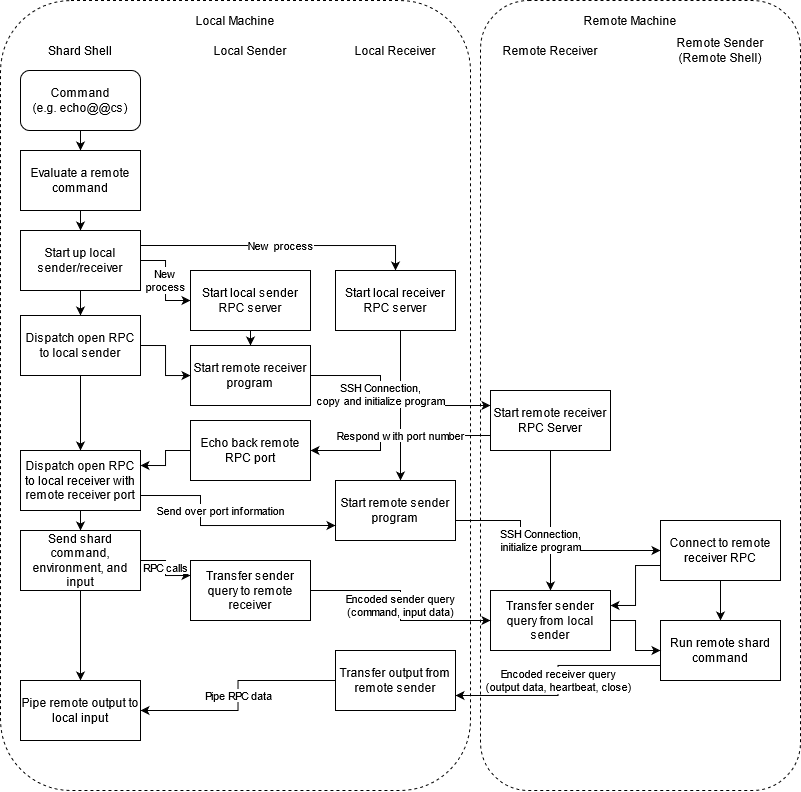 Local Machine
Remote Machine
Shard Shell
Local Sender
Local Receiver
Remote Receiver
Remote Sender
(Remote Shell)
Command
(e.g. echo@@cs)
Evaluate a remote
command
Start up local
sender/receiver
New process
New
process
Start local sender
RPC server
Start local receiver
RPC server
Dispatch open RPC
to local sender
Start remote receiver
program
SSH Connection,
copy and initialize program
Start remote receiver
RPC Server
Respond with port number
Echo back remote
RPC port
Dispatch open RPC
to local receiver with
remote receiver port
Send over port information
Start remote sender
program
SSH Connection,
initialize program
Connect to remote
receiver RPC
Send shard
command,
environment, and
input
RPC calls
Transfer sender
query to remote
receiver
Encoded sender query
(command, input data)
Transfer sender
query from local
sender
Run remote shard
command
Transfer output from
remote sender
Encoded receiver query
(output data, heartbeat, close)
Pipe RPC data
Pipe remote output to
local input